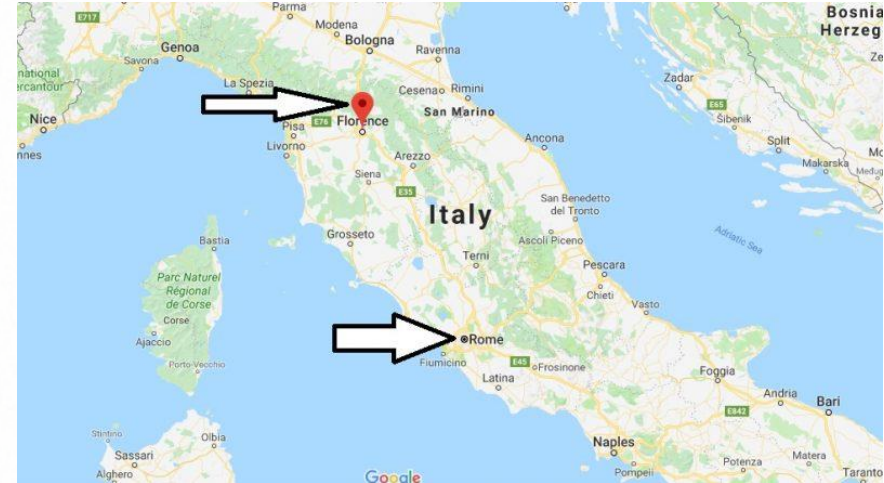 Parma
Bosnia
E717
Modena
Herzeg
Genoa
Bologna
Ravenna
Savona
national
ercantour
La Spezia
Cesena
Rimini
Zadar
Nice
Pisa
E76
Florence
San Marino
E65
Šibenik
nnes
Livorno
Ancona
Split
Arezzo
Makarska
Siena
E35
San Benedetto
del Tronto
Italy
Grosseto
Ascoli Piceno
Adriatic Sea
Bastia
Terni
Pescara
Parc Naturel
Régional
de Corse
Chieti
Vasto
Corse
Ajaccio
Rome
Porto-Vecchio
Fiumicino
E45
Frosinone
Latina
Foggia
Andria
Bari
E842
Stintino
Olbia
Naples
Sassari
Potenza
Matera
Alghero
Google
Pompeii
Taranto